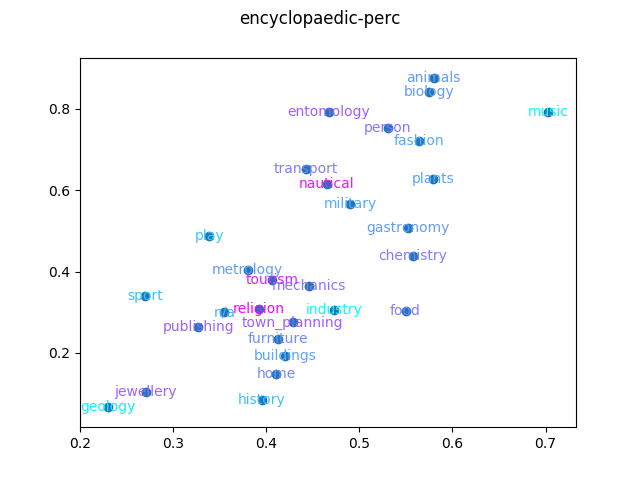 encyclopaedic-perc
animals
biology
entomology
music
person
fashion
transport
plants
nautical
military
gastronomy
play
chemistry
metrology
tourism
mechanics
sport
religion
industry
food
n/a
publishing
town_planning
furniture
buildings
home
jewellery
history
geology
0.8
0.6
0.4
0.2
0.2 0.3 0.4 0.5 0.6 0.7